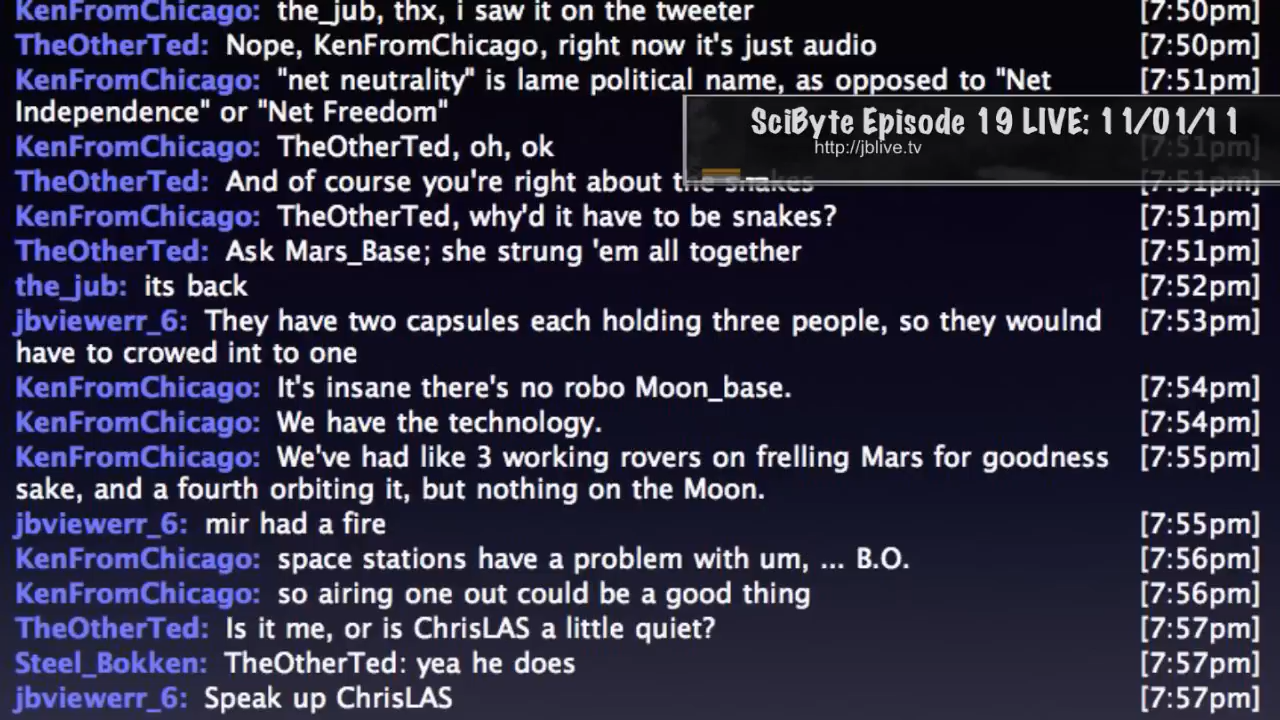 KenFromChicago: the_jub, thx, i saw it on the tweeter [7:50pm]
TheOtherTed: Nope, KenFromChicago, right now it's just audio [7:50pm]
KenFromChicago: "net neutrality" is lame political name, as opposed to "Net [7:51pm]
Independence" or "Net Freedom"
SciByte Episode 19 LIVE: 11/01/11
http://jblive.tv
KenFromChicago: TheOtherTed, oh, ok [7:51pm]
TheOtherTed: And of course you're right about the snakes [7:51pm]
KenFromChicago: TheOtherTed, why'd it have to be snakes? [7:51pm]
TheOtherTed: Ask Mars_Base; she strung 'em all together [7:51pm]
the_jub: its back [7:52pm]
jbviewerr_6: They have two capsules each holding three people, so they woulnd [7:53pm]
have to crowed int to one
KenFromChicago: It's insane there's no robo Moon_base. [7:54pm]
KenFromChicago: We have the technology. [7:54pm]
KenFromChicago: We've had like 3 working rovers on frelling Mars for goodness [7:55pm]
sake, and a fourth orbiting it, but nothing on the Moon.
jbviewerr_6: mir had a fire [7:55pm]
KenFromChicago: space stations have a problem with um, ... B.O. [7:56pm]
KenFromChicago: so airing one out could be a good thing [7:56pm]
TheOtherTed: Is it me, or is ChrisLAS a little quiet? [7:57pm]
Steel_Bokken: TheOtherTed: yea he does [7:57pm]
jbviewerr_6: Speak up ChrisLAS [7:57pm]